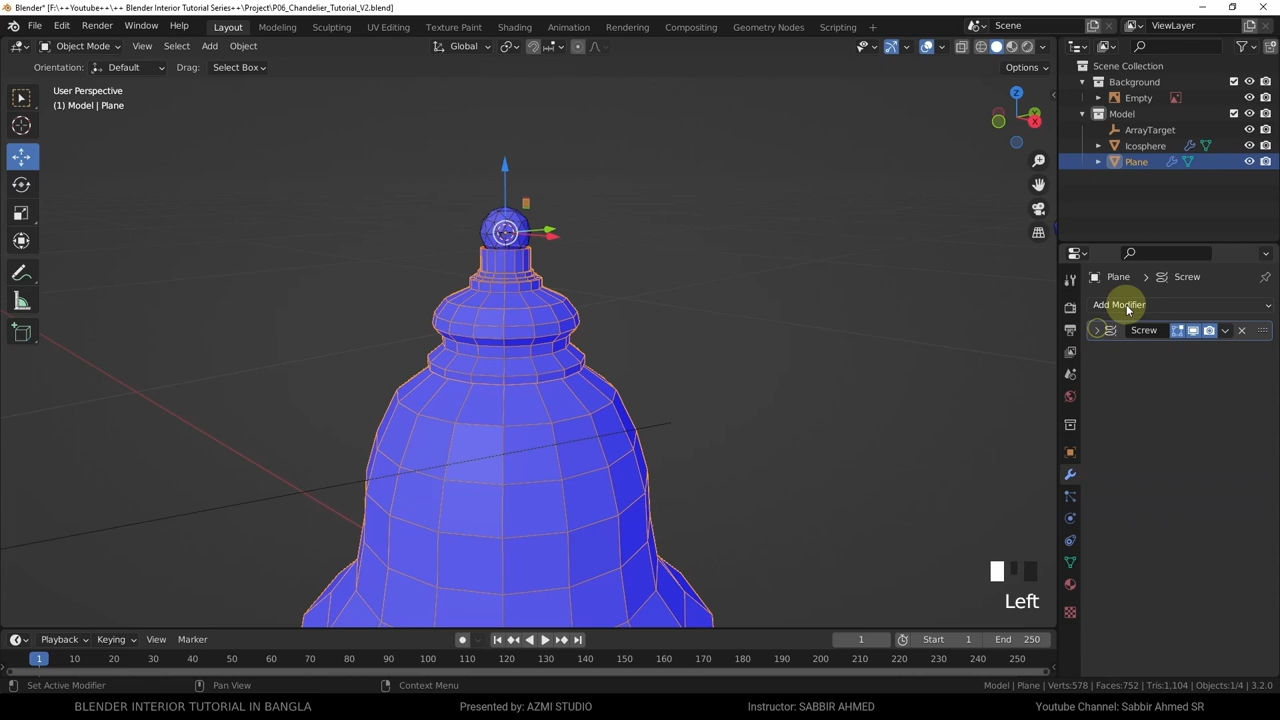 Blender* [F:\++Youtube++\++ Blender Interior Tutorial Series++\Project\P06_Chandelier_Tutorial_V2.blend]
File Edit Render Window Help Layout Modeling Sculpting UV Editing Texture Paint Shading Animation Rendering Compositing Geometry Nodes Scripting Scene ViewLayer
Object Mode View Select Add Object Global
Orientation: Default Drag: Select Box Options
Scene Collection
Background
Empty
Model
ArrayTarget
Icosphere
Plane
User Perspective
(1) Model | Plane
Z
Y
X
Plane Screw
Add Modifier
Screw
Left
Playback Keying View Marker 1 Start 1 End 250
1 10 20 30 40 50 60 70 80 90 100 110 120 130 140 150 160 170 180 190 200 210 220 230 240 250
Set Active Modifier Pan View Context Menu Model | Plane | Verts:578 | Faces:752 | Tris:1,104 | Objects:1/4 | 3.2.0
BLENDER INTERIOR TUTORIAL IN BANGLA Presented by: AZMI STUDIO Instructor: SABBIR AHMED Youtube Channel: Sabbir Ahmed SR